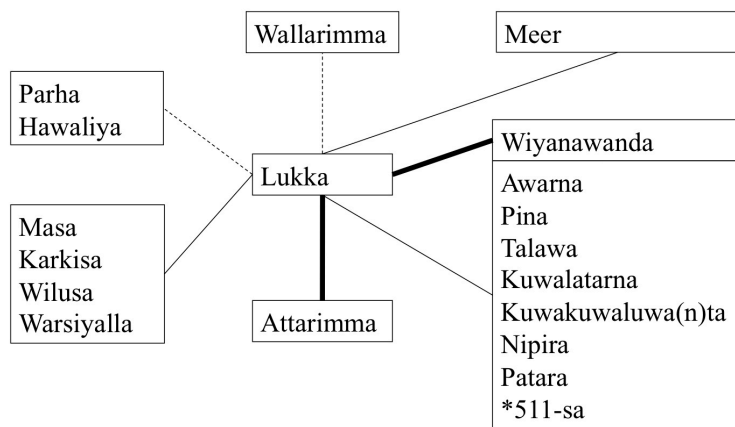 Wallarimma
Meer
Parha
Hawaliya
Wiyanawanda
Lukka
Awarna
Pina
Talawa
Kuwalatarna
Kuwakuwaluwa(n)ta
Nipira
Patara
*511-sa
Masa
Karkisa
Wilusa
Warsiyalla
Attarimma